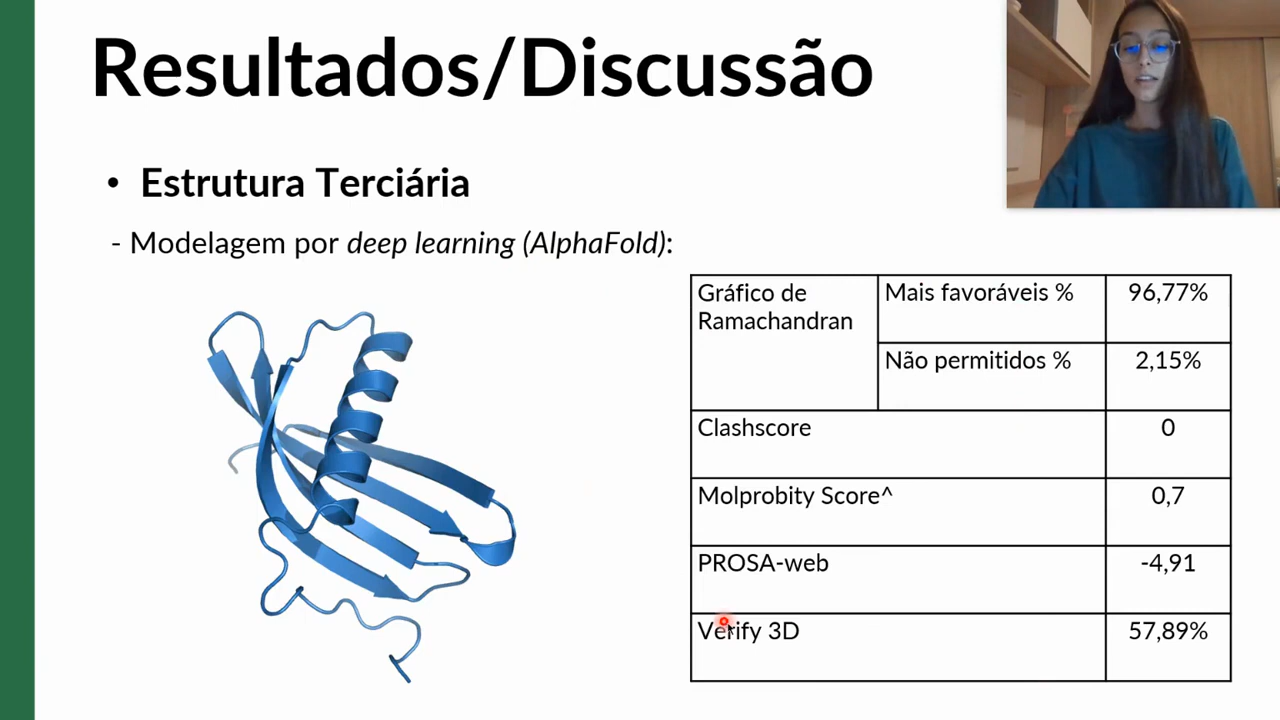 Resultados/Discussão
• Estrutura Terciária
- Modelagem por deep learning (AlphaFold):
Gráfico de Ramachandran
Mais favoráveis %
96,77%
Não permitidos %
2,15%
Clashscore
0
Molprobity Score^
0,7
PROSA-web
-4,91
Verify 3D
57,89%